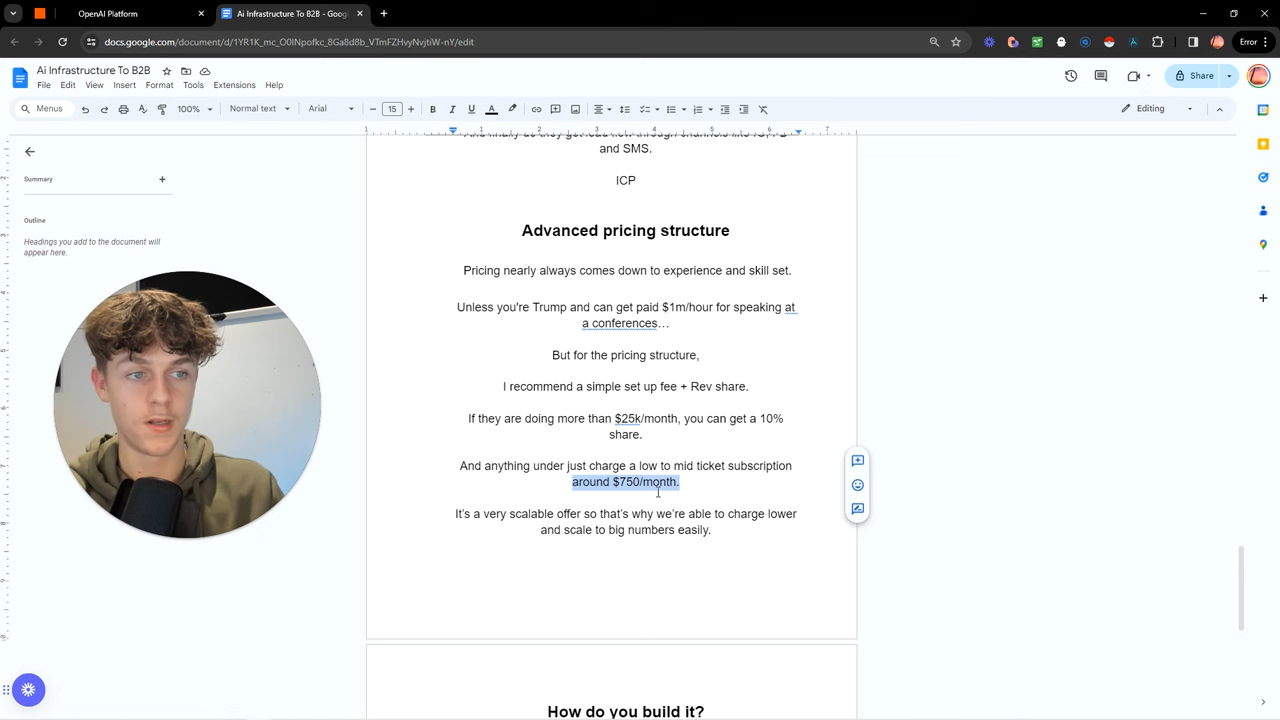 OpenAI Platform
Ai Infrastructure To B2B - Goog
docs.google.com/document/d/1YR1K_mc_O0INpofkc_8Ga8d8b_VTmFZHvyNvjtiW-nY/edit
Error
Ai Infrastructure To B2B
File Edit View Insert Format Tools Extensions Help
Share
Menus
100%
Normal text
Arial
15
Editing
Summary
Outline
Headings you add to the document will
appear here.
and SMS.
ICP
Advanced pricing structure
Pricing nearly always comes down to experience and skill set.
Unless you're Trump and can get paid $1m/hour for speaking at
a conferences…
But for the pricing structure,
I recommend a simple set up fee + Rev share.
If they are doing more than $25k/month, you can get a 10%
share.
And anything under just charge a low to mid ticket subscription
around $750/month.
It's a very scalable offer so that's why we're able to charge lower
and scale to big numbers easily.
How do you build it?